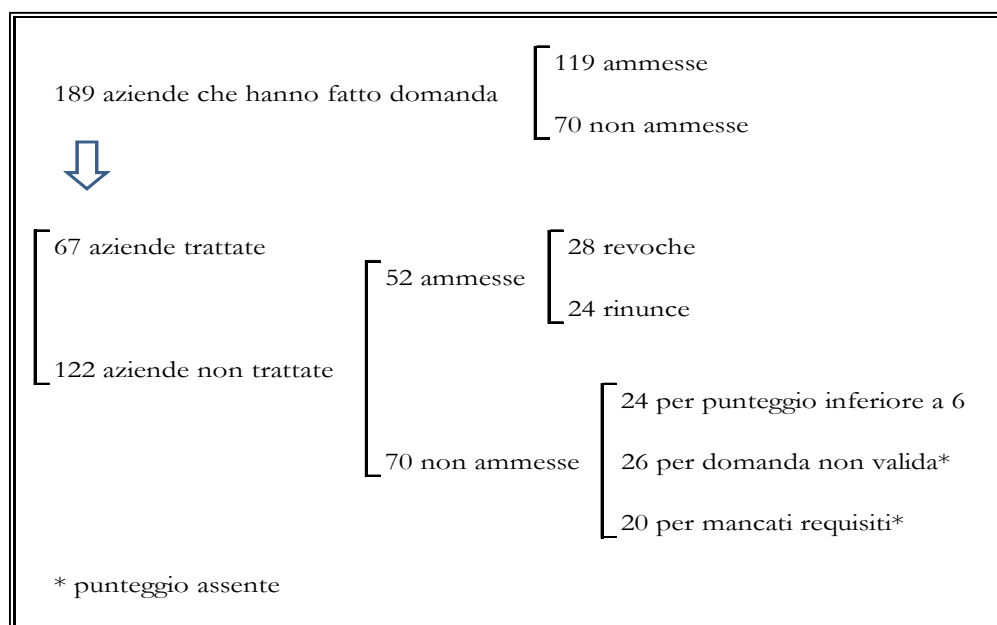 119 ammesse
189 aziende che hanno fatto domanda
70 non ammesse
67 aziende trattate
28 revoche
52 ammesse
24 rinunce
122 aziende non trattate
24 per punteggio inferiore a 6
70 non ammesse
26 per domanda non valida*
20 per mancati requisiti*
* punteggio assente